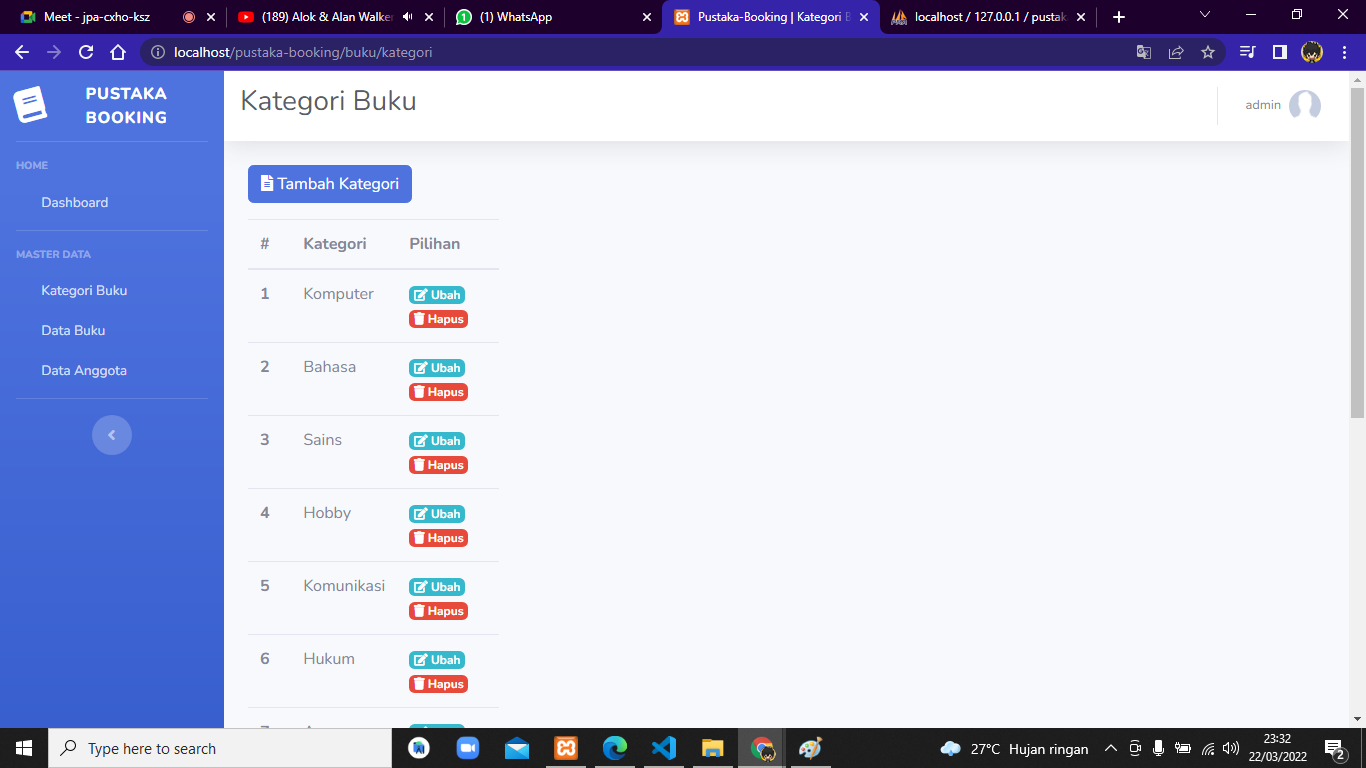 Meet - jpa-cxho-ksz
(189) Alok & Alan Walker
(1) WhatsApp
Pustaka-Booking | Kategori B
localhost / 127.0.0.1 / pustak
localhost/pustaka-booking/buku/kategori
PUSTAKA
BOOKING
HOME
Dashboard
MASTER DATA
Kategori Buku
Data Buku
Data Anggota
Kategori Buku
admin
Tambah Kategori
# Kategori Pilihan
1 Komputer Ubah
Hapus
2 Bahasa Ubah
Hapus
3 Sains Ubah
Hapus
4 Hobby Ubah
Hapus
5 Komunikasi Ubah
Hapus
6 Hukum Ubah
Hapus
Type here to search
27°C Hujan ringan
23:32
22/03/2022
2